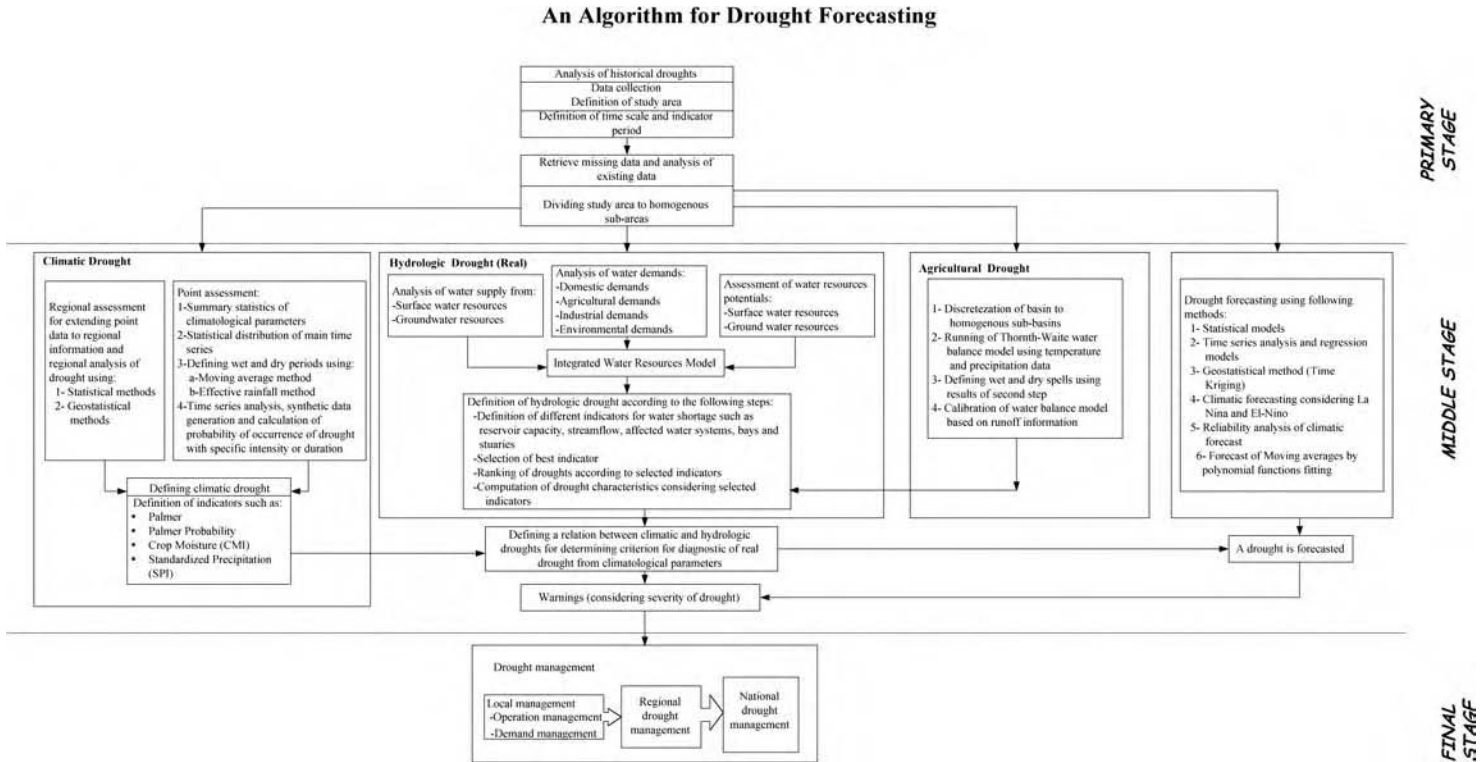 An Algorithm for Drought Forecasting
Analysis of historical droughts
Data collection
Definition of study area
Definition of time scale and indicator
period
Retrieve missing data and analysis of
existing data
Dividing study area to homogenous
sub-areas
PRIMARY
STAGE
Climatic Drought
Regional assessment
for extending point
data to regional
information and
regional analysis of
drought using:
1- Statistical methods
2- Geostatistical
methods
Point assessment:
1-Summary statistics of
climatological parameters
2-Statistical distribution of main time
series
3-Defining wet and dry periods using:
a-Moving average method
b-Effective rainfall method
4-Time series analysis, synthetic data
generation and calculation of
probability of occurrence of drought
with specific intensity or duration
Defining climatic drought
Definition of indicators such as:
• Palmer
• Palmer Probability
• Crop Moisture (CMI)
• Standardized Precipitation
(SPI)
Hydrologic Drought (Real)
Analysis of water supply from:
-Surface water resources
-Groundwater resources
Analysis of water demands:
-Domestic demands
-Agricultural demands
-Industrial demands
-Environmental demands
Assessment of water resources
potentials:
-Surface water resources
-Ground water resources
Integrated Water Resources Model
Definition of hydrologic drought according to the following steps:
-Definition of different indicators for water shortage such as
reservoir capacity, streamflow, affected water systems, bays and
stuaries
-Selection of best indicator
-Ranking of droughts according to selected indicators
-Computation of drought characteristics considering selected
indicators
Agricultural Drought
1- Discretezation of basin to
homogenous sub-basins
2- Running of Thornth-Waite water
balance model using temperature
and precipitation data
3- Defining wet and dry spells using
results of second step
4- Calibration of water balance model
based on runoff information
Drought forecasting using following
methods:
1- Statistical models
2- Time series analysis and regression
models
3- Geostatistical method (Time
Kriging)
4- Climatic forecasting considering La
Nina and El-Nino
5- Reliability analysis of climatic
forecast
6- Forecast of Moving averages by
polynomial functions fitting
MIDDLE STAGE
Defining a relation between climatic and hydrologic
droughts for determining criterion for diagnostic of real
drought from climatological parameters
A drought is forecasted
Warnings (considering severity of drought)
Drought management
Local management
-Operation management
-Demand management
Regional
drought
management
National
drought
management
FINAL
STAGE